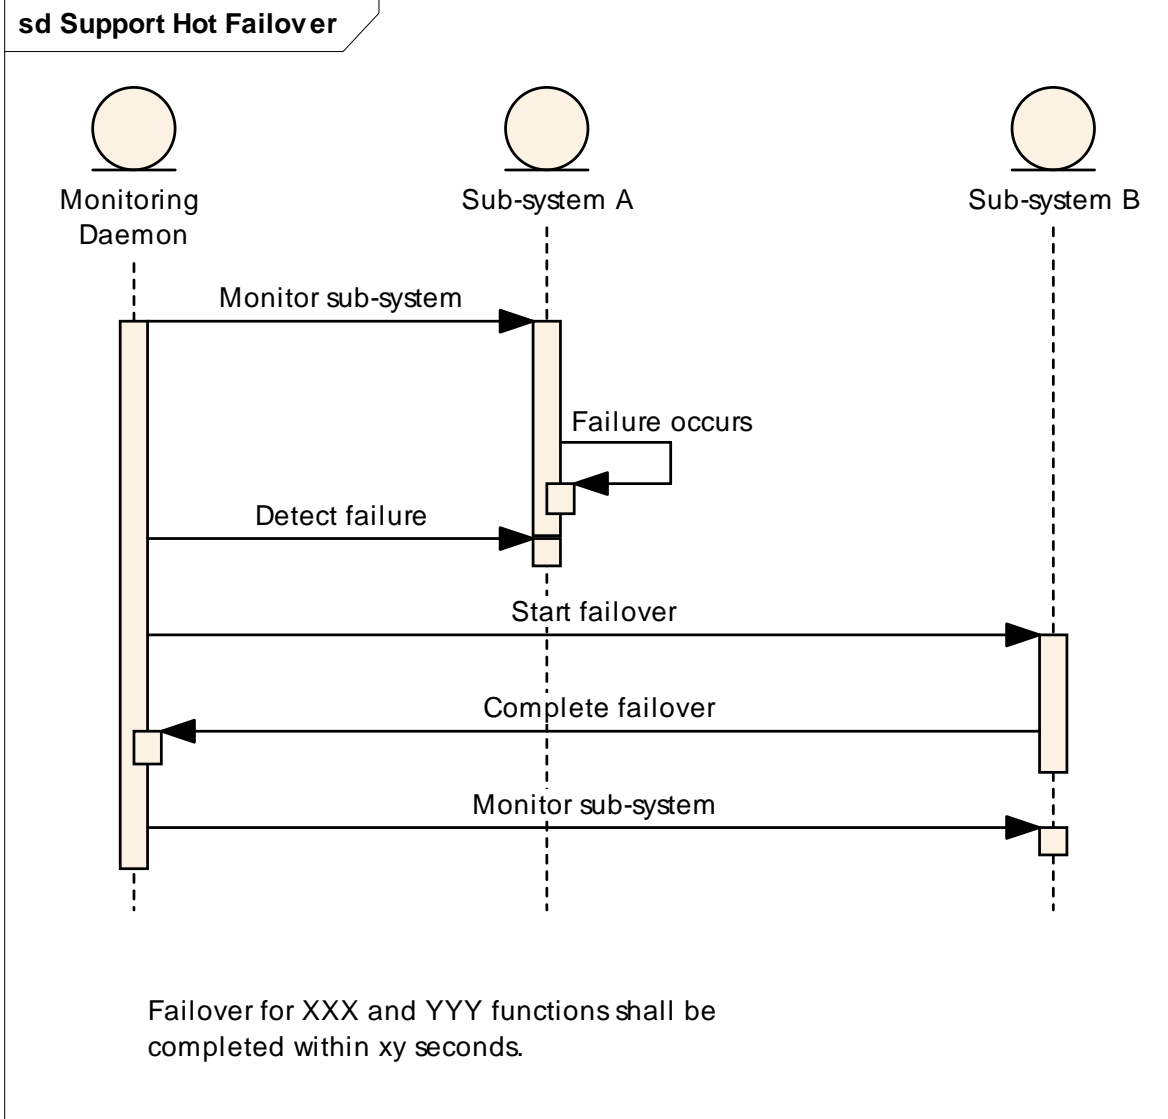 sd Support Hot Failover
Monitoring
Daemon
Sub-system A
Sub-system B
Monitor sub-system
Failure occurs
Detect failure
Start failover
Complete failover
Monitor sub-system
Failover for XXX and YYY functions shall be
completed within xy seconds.